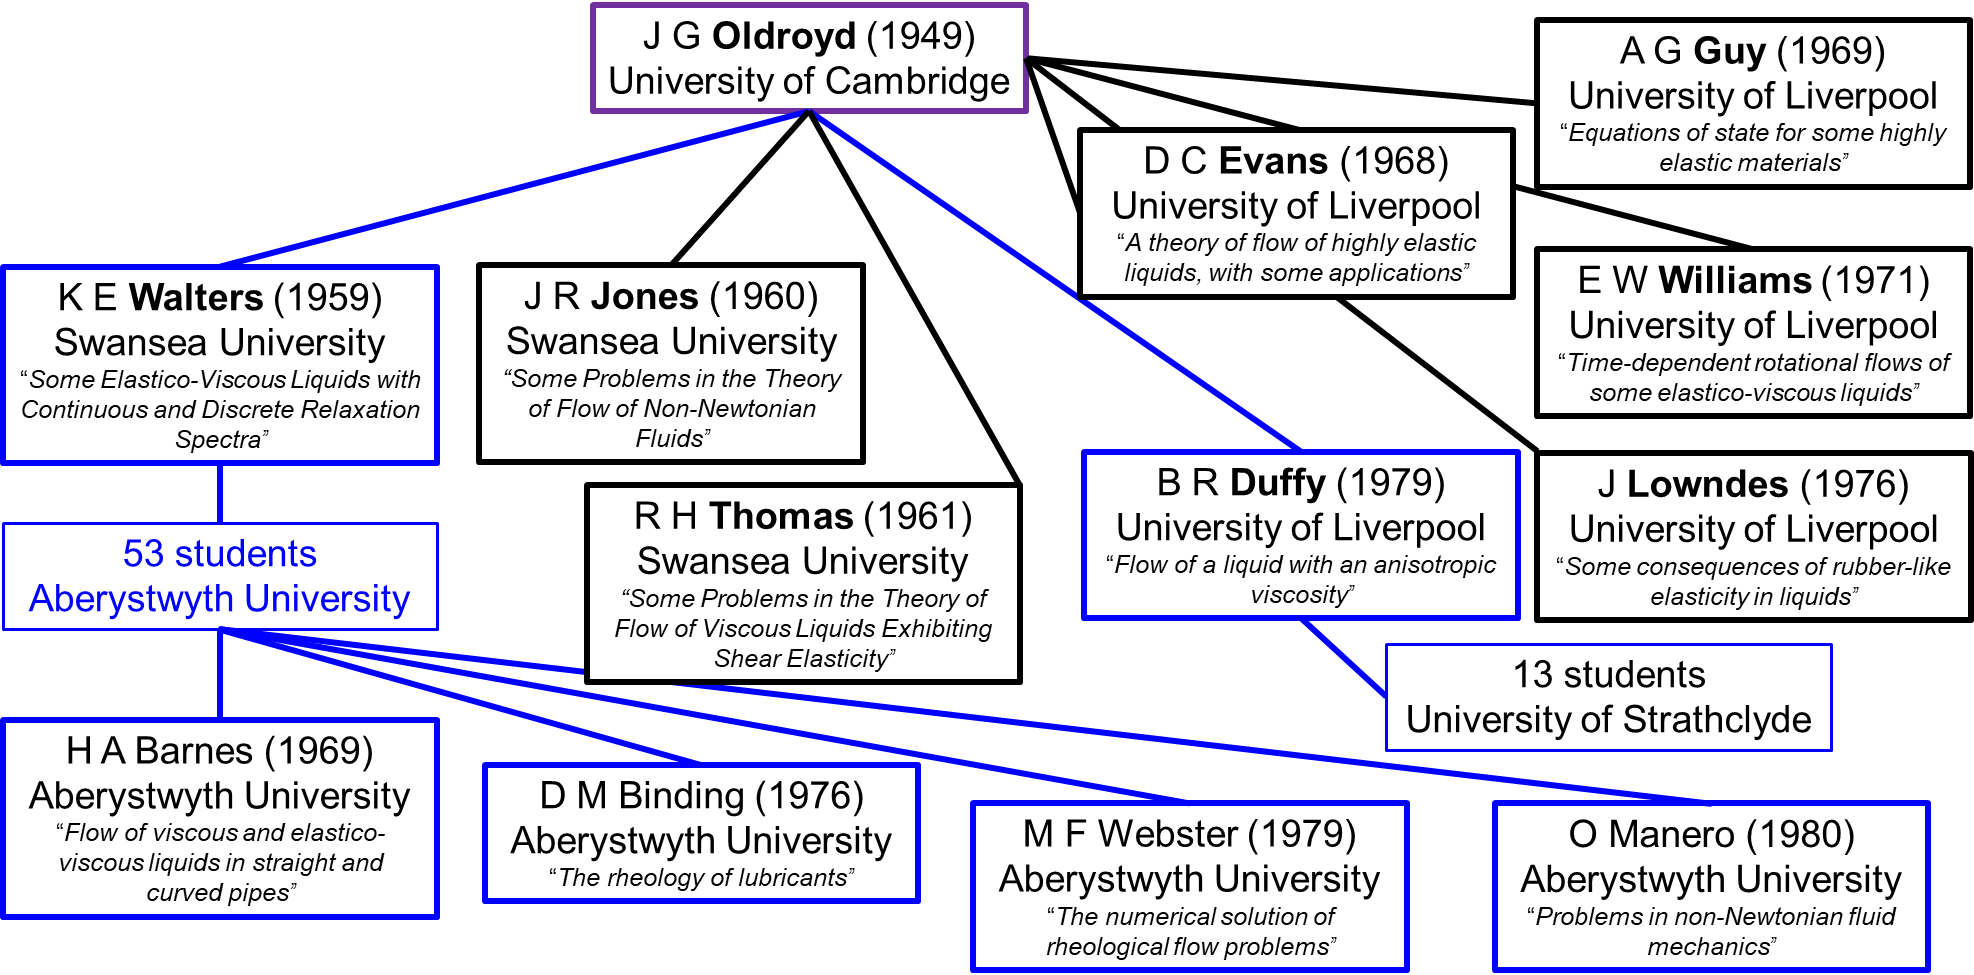 J G Oldroyd (1949)
University of Cambridge
A G Guy (1969)
University of Liverpool
“Equations of state for some highly
elastic materials”
D C Evans (1968)
University of Liverpool
“A theory of flow of highly elastic
liquids, with some applications”
E W Williams (1971)
University of Liverpool
“Time-dependent rotational flows of
some elastico-viscous liquids”
K E Walters (1959)
Swansea University
“Some Elastico-Viscous Liquids with
Continuous and Discrete Relaxation
Spectra”
J R Jones (1960)
Swansea University
“Some Problems in the Theory
of Flow of Non-Newtonian
Fluids”
R H Thomas (1961)
Swansea University
“Some Problems in the Theory of
Flow of Viscous Liquids Exhibiting
Shear Elasticity”
B R Duffy (1979)
University of Liverpool
“Flow of a liquid with an anisotropic
viscosity”
J Lowndes (1976)
University of Liverpool
“Some consequences of rubber-like
elasticity in liquids”
53 students
Aberystwyth University
13 students
University of Strathclyde
H A Barnes (1969)
Aberystwyth University
“Flow of viscous and elastico-
viscous liquids in straight and
curved pipes”
D M Binding (1976)
Aberystwyth University
“The rheology of lubricants”
M F Webster (1979)
Aberystwyth University
“The numerical solution of
rheological flow problems”
O Manero (1980)
Aberystwyth University
“Problems in non-Newtonian fluid
mechanics”